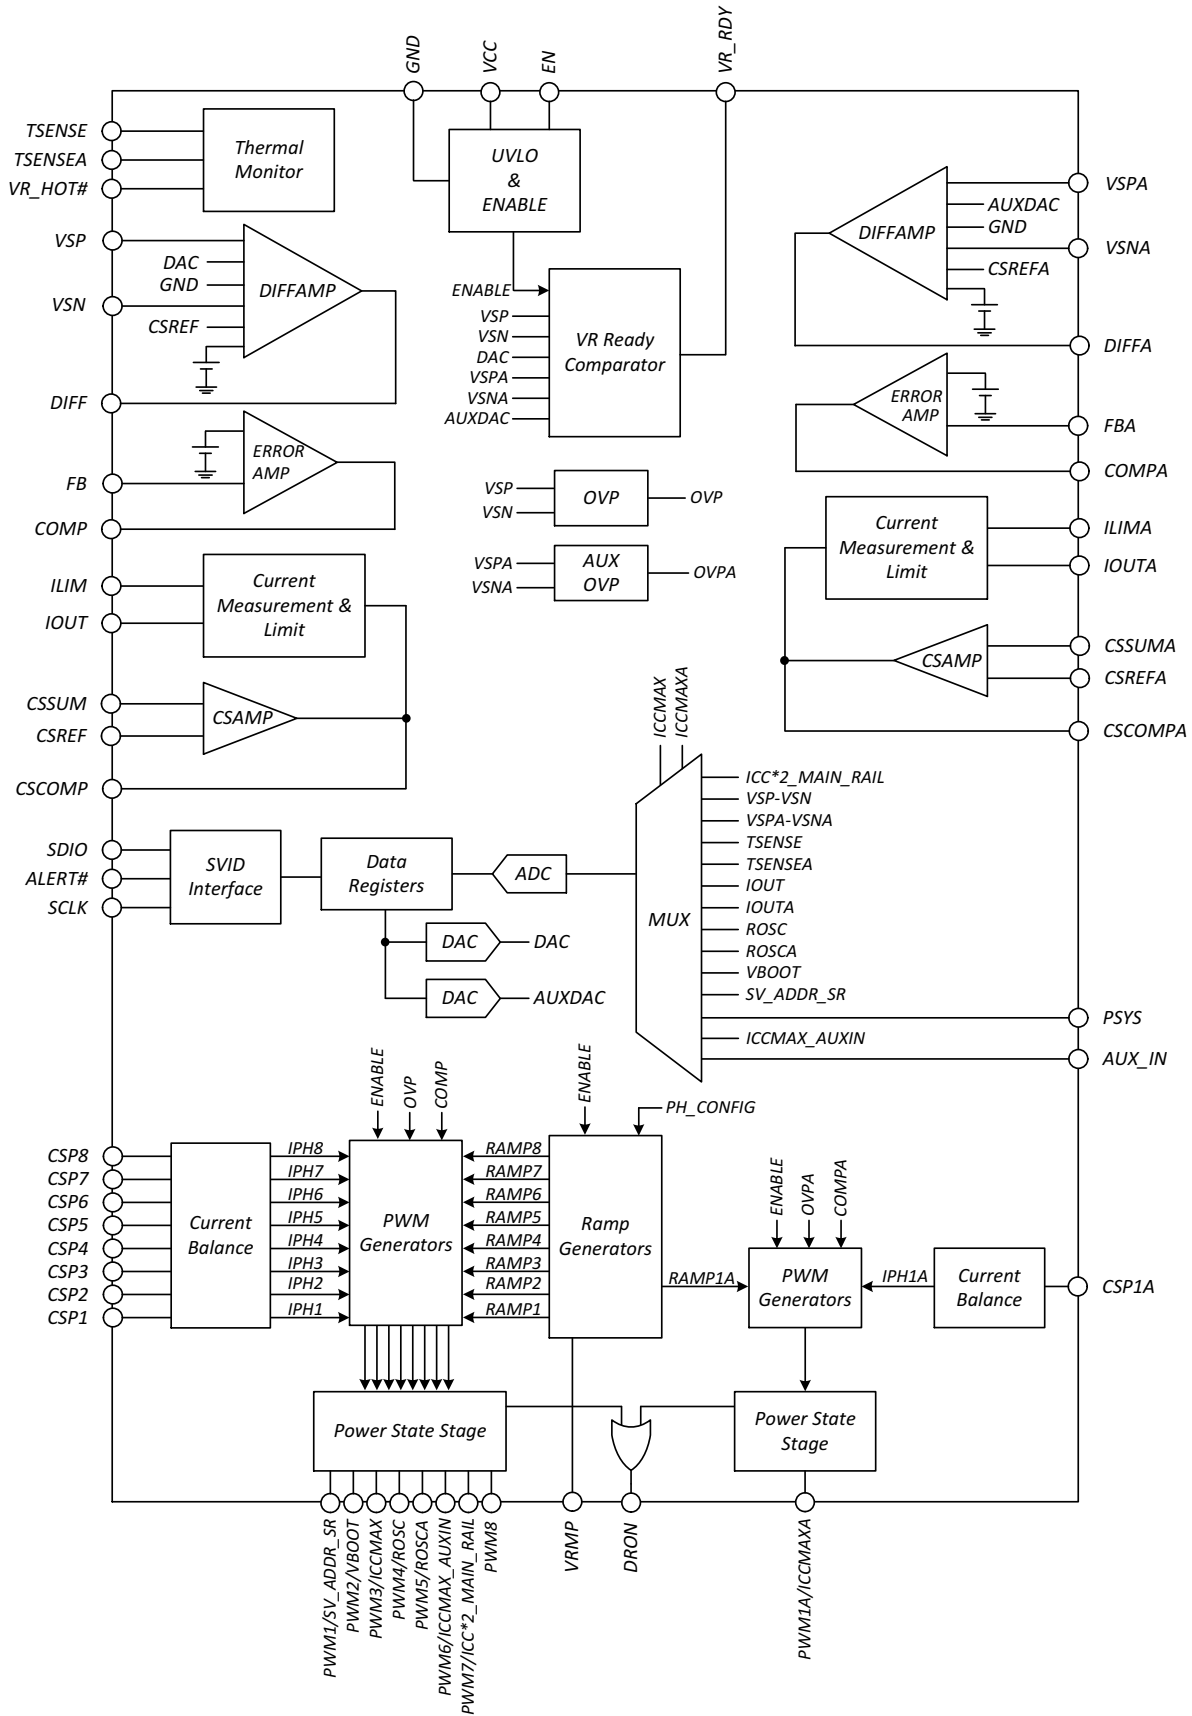 GND
VCC
EN
VR_RDY
TSENSE
TSENSEA
VR_HOT#
Thermal
Monitor
UVLO
&
ENABLE
VSP
DAC
GND
VSN
CSREF
DIFFAMP
DIFF
ENABLE
VSP
VSN
DAC
VSPA
VSNA
AUXDAC
VR Ready
Comparator
VSPA
AUXDAC
GND
VSNA
CSREFA
DIFFAMP
DIFFA
ERROR
AMP
FB
COMP
VSP
VSN
OVP
OVP
VSPA
VSNA
AUX
OVP
OVPA
ERROR
AMP
FBA
COMPA
ILIM
IOUT
Current
Measurement &
Limit
CSSUM
CSREF
CSAMP
CSCOMP
Current
Measurement &
Limit
ILIMA
IOUTA
CSAMP
CSSUMA
CSREFA
CSCOMPA
ICCMAX
ICCMAXA
SDIO
ALERT#
SCLK
SVID
Interface
Data
Registers
ADC
DAC
DAC
DAC
AUXDAC
MUX
ICC*2_MAIN_RAIL
VSP-VSN
VSPA-VSNA
TSENSE
TSENSEA
IOUT
IOUTA
ROSC
ROSCA
VBOOT
SV_ADDR_SR
PSYS
ICCMAX_AUXIN
AUX_IN
ENABLE
OVP
COMP
ENABLE
PH_CONFIG
CSP8
CSP7
CSP6
CSP5
CSP4
CSP3
CSP2
CSP1
Current
Balance
IPH8
IPH7
IPH6
IPH5
IPH4
IPH3
IPH2
IPH1
PWM
Generators
RAMP8
RAMP7
RAMP6
RAMP5
RAMP4
RAMP3
RAMP2
RAMP1
Ramp
Generators
RAMP1A
ENABLE
OVPA
COMPA
PWM
Generators
IPH1A
Current
Balance
CSP1A
Power State Stage
Power State
Stage
PWM1/SV_ADDR_SR
PWM2/VBOOT
PWM3/ICCMAX
PWM4/ROSC
PWM5/ROSCA
PWM6/ICCMAX_AUXIN
PWM7/ICC*2_MAIN_RAIL
PWM8
VRMP
DRON
PWM1A/ICCMAXA